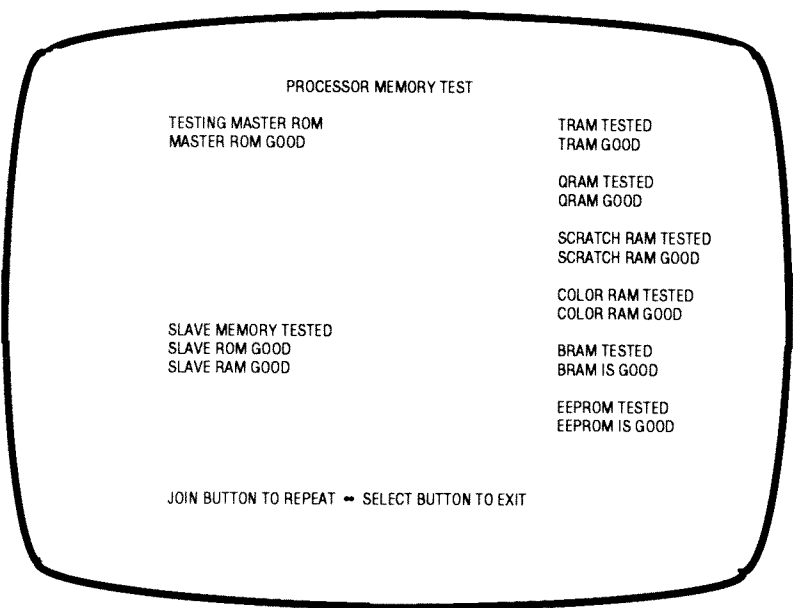 PROCESSOR MEMORY TEST
TESTING MASTER ROM
MASTER ROM GOOD
SLAVE MEMORY TESTED
SLAVE ROM GOOD
SLAVE RAM GOOD
TRAM TESTED
TRAM GOOD
QRAM TESTED
QRAM GOOD
SCRATCH RAM TESTED
SCRATCH RAM GOOD
COLOR RAM TESTED
COLOR RAM GOOD
BRAM TESTED
BRAM IS GOOD
EEPROM TESTED
EEPROM IS GOOD
JOIN BUTTON TO REPEAT -- SELECT BUTTON TO EXIT